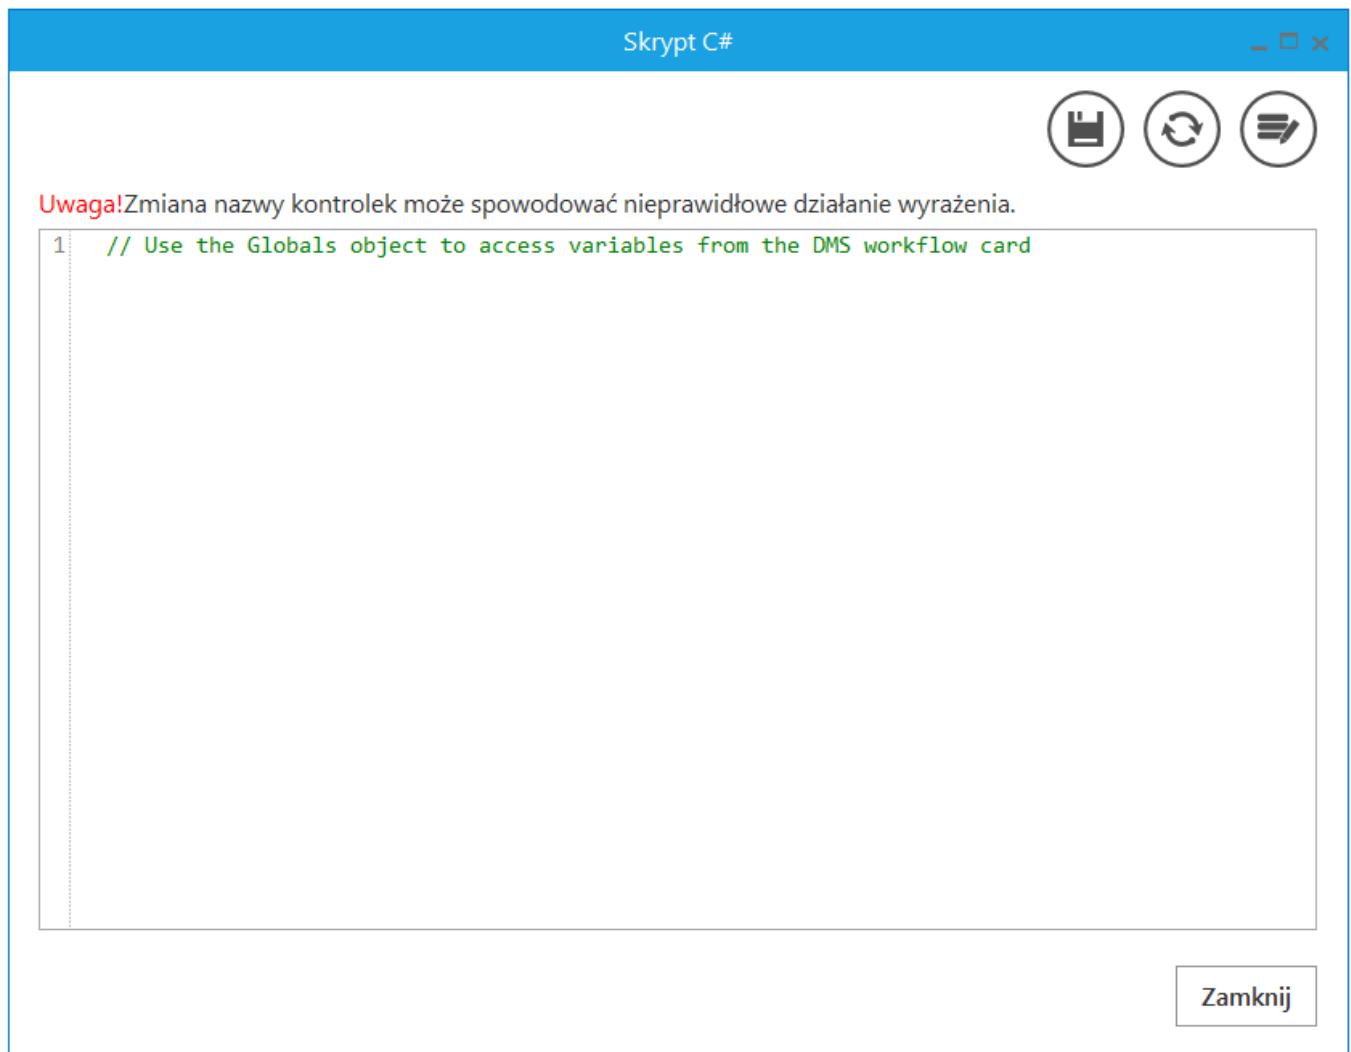 Skrypt C#
Uwaga!Zmiana nazwy kontrolek może spowodować nieprawidłowe działanie wyrażenia.
1 // Use the Globals object to access variables from the DMS workflow card
Zamknij